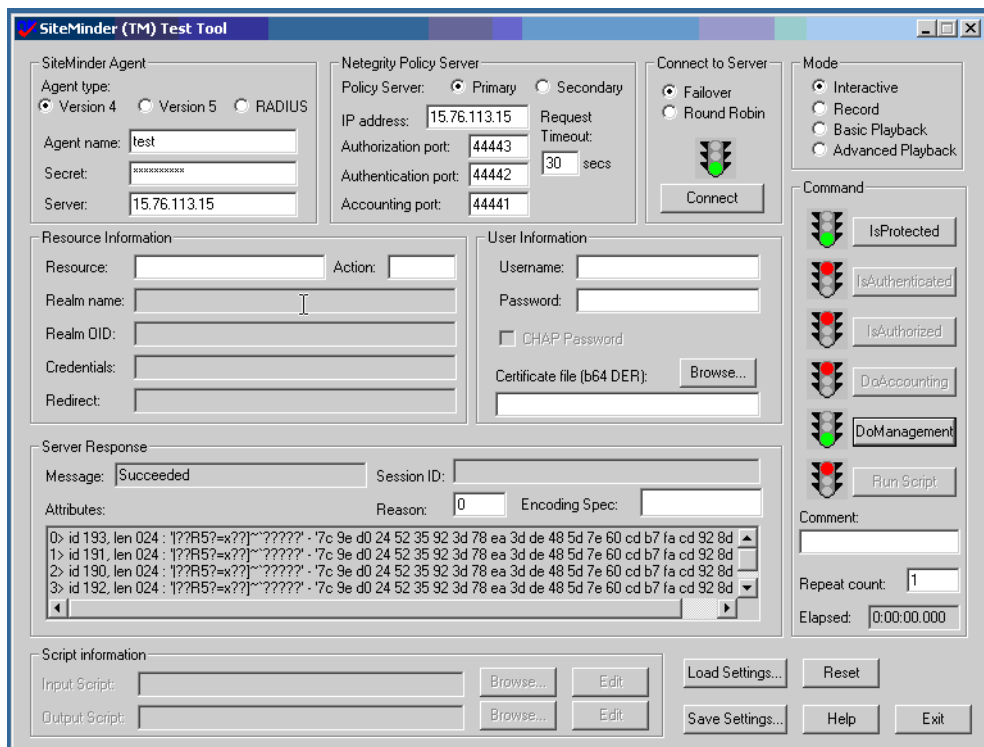 SiteMinder (TM) Test Tool
SiteMinder Agent
Agent type:
Version 4 Version 5 RADIUS
Agent name: test
Secret: **********
Server: 15.76.113.15
Netegrity Policy Server
Policy Server: Primary Secondary
IP address: 15.76.113.15
Request Timeout:
30 secs
Authorization port: 44443
Authentication port: 44442
Accounting port: 44441
Connect to Server
Failover
Round Robin
Connect
Mode
Interactive
Record
Basic Playback
Advanced Playback
Resource Information
Resource: Action:
Realm name:
Realm OID:
Credentials:
Redirect:
User Information
Username:
Password:
CHAP Password
Certificate file (b64 DER): Browse...
Command
IsProtected
IsAuthenticated
IsAuthorized
DoAccounting
DoManagement
Run Script
Comment:
Repeat count: 1
Elapsed: 0:00:00.000
Server Response
Message: Succeeded Session ID:
Attributes: Reason: 0 Encoding Spec:
0> id 193, len 024 : '|??R5?=x??]~`?????' - '7c 9e d0 24 52 35 92 3d 78 ea 3d de 48 5d 7e 60 cd b7 fa cd 92 8d
1> id 191, len 024 : '|??R5?=x??]~`?????' - '7c 9e d0 24 52 35 92 3d 78 ea 3d de 48 5d 7e 60 cd b7 fa cd 92 8d
2> id 190, len 024 : '|??R5?=x??]~`?????' - '7c 9e d0 24 52 35 92 3d 78 ea 3d de 48 5d 7e 60 cd b7 fa cd 92 8d
3> id 192, len 024 : '|??R5?=x??]~`?????' - '7c 9e d0 24 52 35 92 3d 78 ea 3d de 48 5d 7e 60 cd b7 fa cd 92 8d
Script information
Input Script: Browse... Edit
Output Script: Browse... Edit
Load Settings... Reset
Save Settings... Help Exit